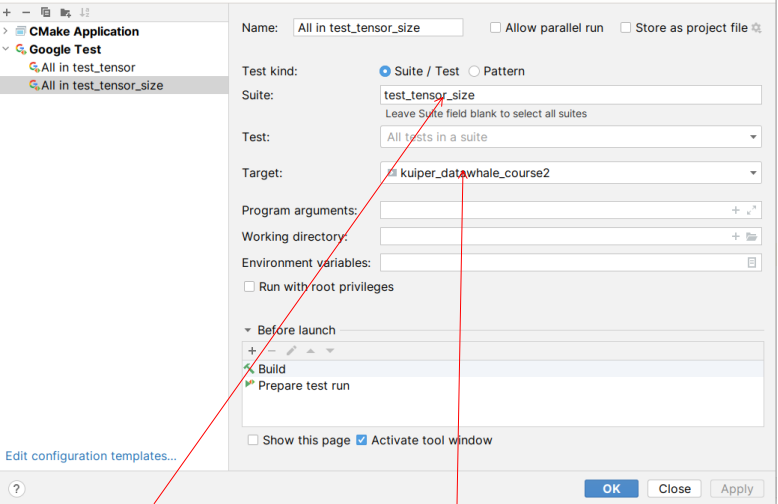 CMake Application
Google Test
All in test_tensor
All in test_tensor_size
Edit configuration templates...
Name: All in test_tensor_size Allow parallel run Store as project file
Test kind: Suite / Test Pattern
Suite: test_tensor_size
Leave Suite field blank to select all suites
Test: All tests in a suite
Target: kuiper_datawhale_course2
Program arguments:
Working directory:
Environment variables:
Run with root privileges
Before launch
Build
Prepare test run
Show this page Activate tool window
? OK Close Apply